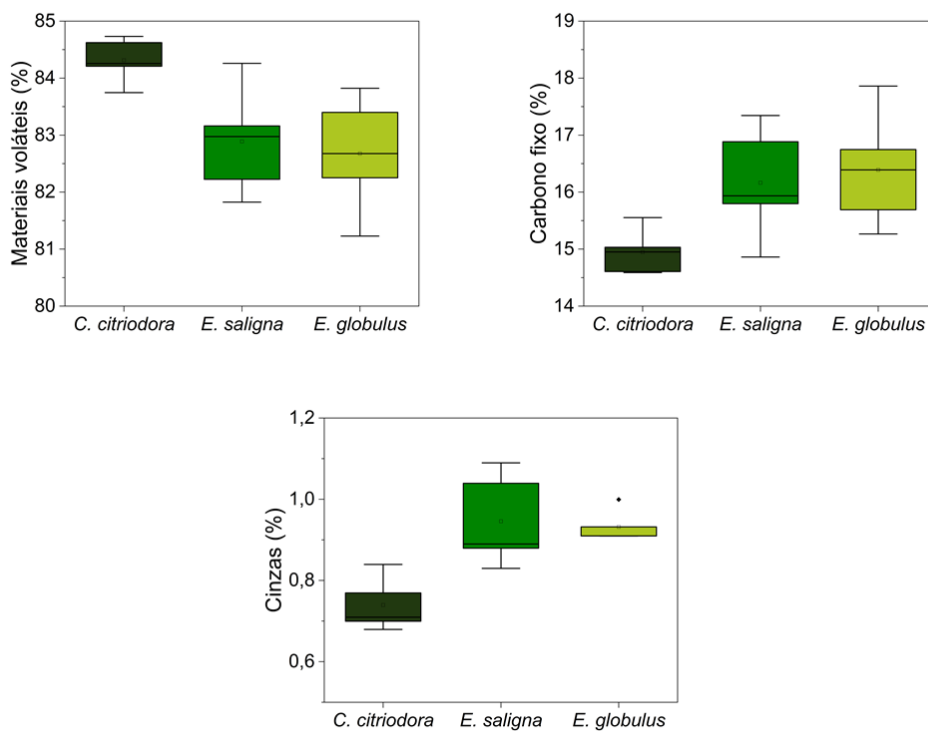 Materiais voláteis (%)
85
84
83
82
81
80
C. citriodora E. saligna E. globulus
Carbono fixo (%)
19
18
17
16
15
14
C. citriodora E. saligna E. globulus
Cinzas (%)
1,2
1,0
0,8
0,6
C. citriodora E. saligna E. globulus